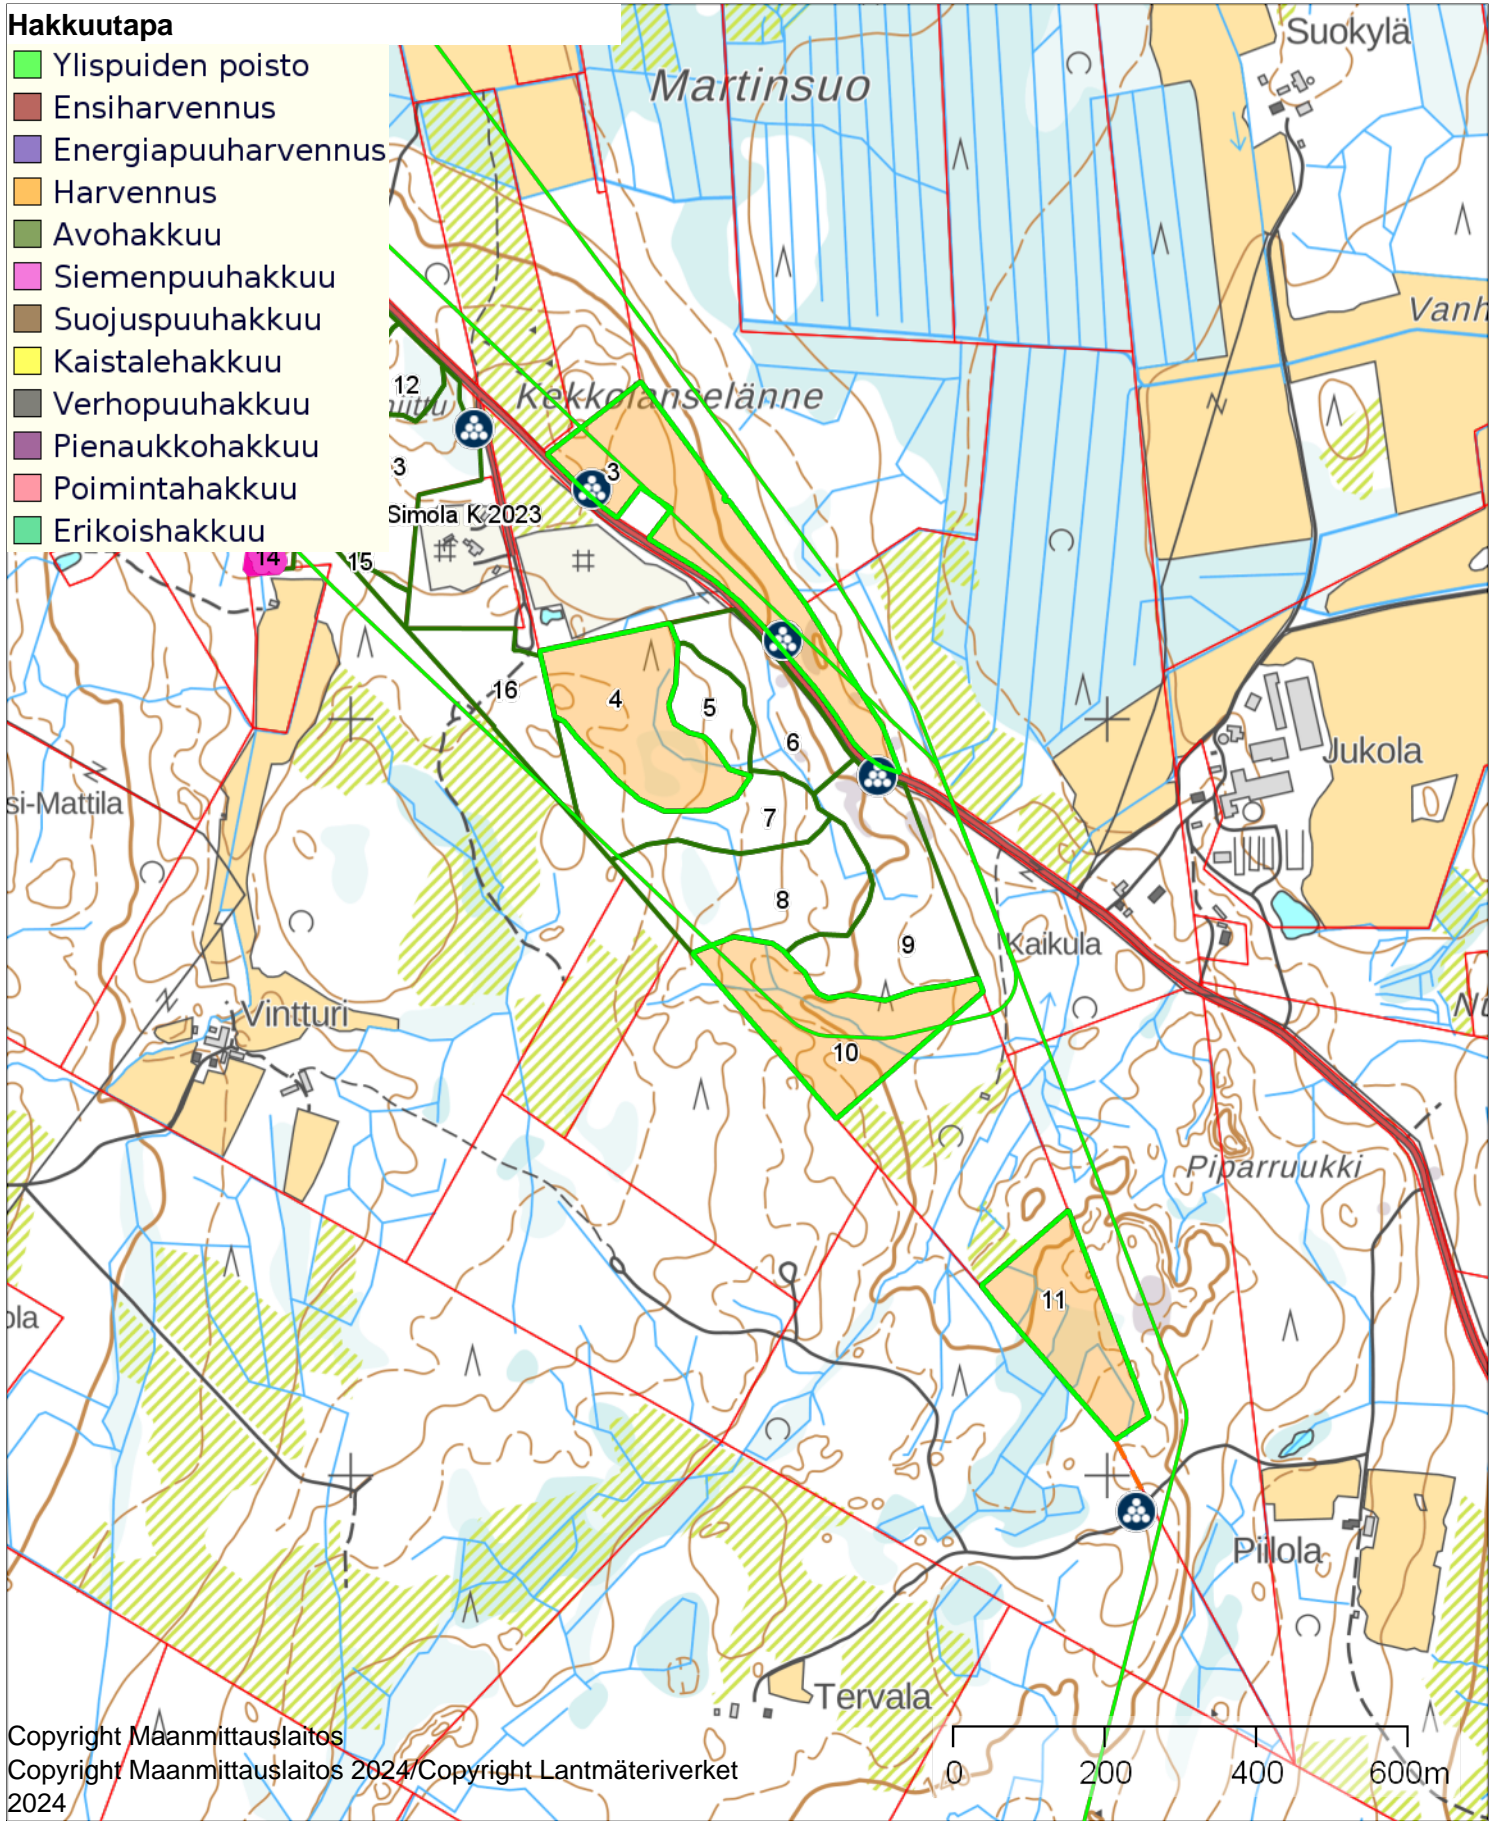 Hakkuutapa
Ylispuiden poisto
Ensiharvennus
Energiapuuharvennus
Harvennus
Avohakkuu
Siemenpuuhakkuu
Suojuspuuhakkuu
Kaistalehakkuu
Verhopuuhakkuu
Pienaukkohakkuu
Poimintahakkuu
Erikoishakkuu
Suokylä
Martinsuo
Vanh
Kekkolanselänne
12
niittu
3
3
Simola K 2023
14
15
16
4
5
6
7
Jukola
si-Mattila
8
9
Kaikula
Vintturi
10
Piparruukki
11
ola
Piilola
Tervala
Copyright Maanmittauslaitos
Copyright Maanmittauslaitos 2024/Copyright Lantmäteriverket
2024
0 200 400 600m